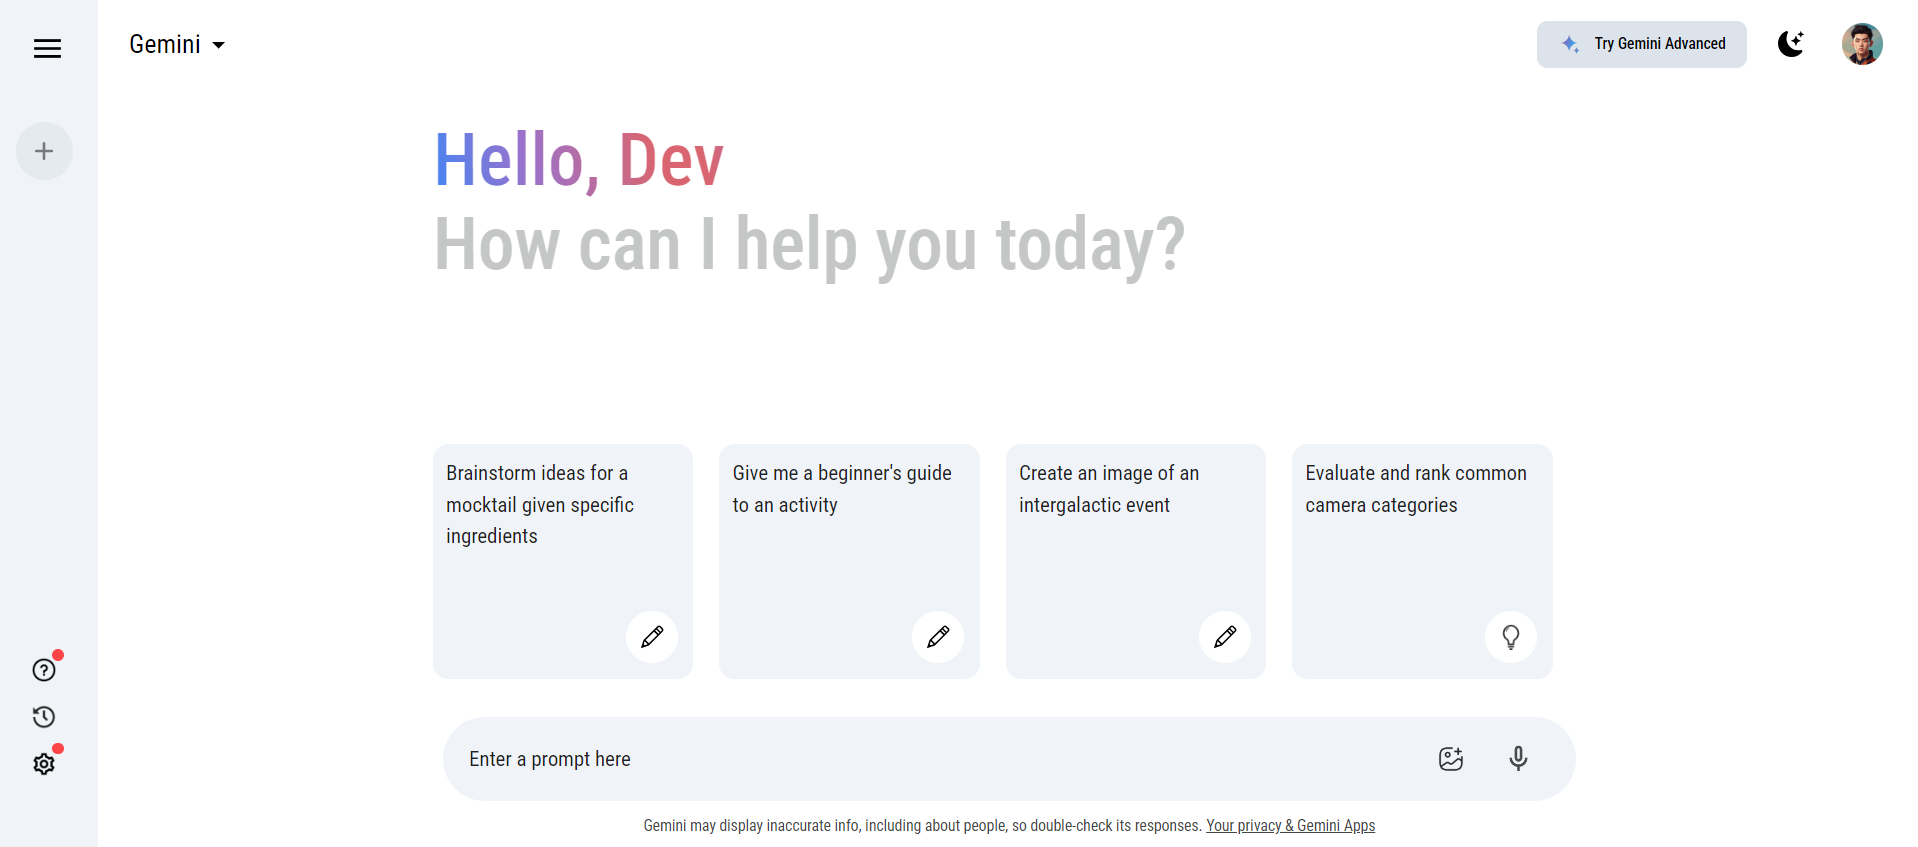 Gemini
Try Gemini Advanced
Hello, Dev
How can I help you today?
Brainstorm ideas for a
mocktail given specific
ingredients
Give me a beginner's guide
to an activity
Create an image of an
intergalactic event
Evaluate and rank common
camera categories
Enter a prompt here
Gemini may display inaccurate info, including about people, so double-check its responses. Your privacy & Gemini Apps